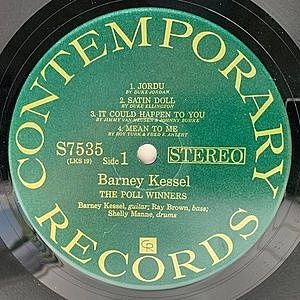 CONTEMPORARY RECORDS
1. JORDU
BY DUKE JORDAN
2. SATIN DOLL
BY DUKE ELLINGTON
3. IT COULD HAPPEN TO YOU
BY JIMMY VAN HEUSEN & JOHNNY BURKE
4. MEAN TO ME
BY ROY TURK & FRED E. AHLERT
S7535 Side 1 STEREO
(LKS 19)
Barney Kessel
THE POLL WINNERS
Barney Kessel, guitar; Ray Brown, bass;
Shelly Manne, drums